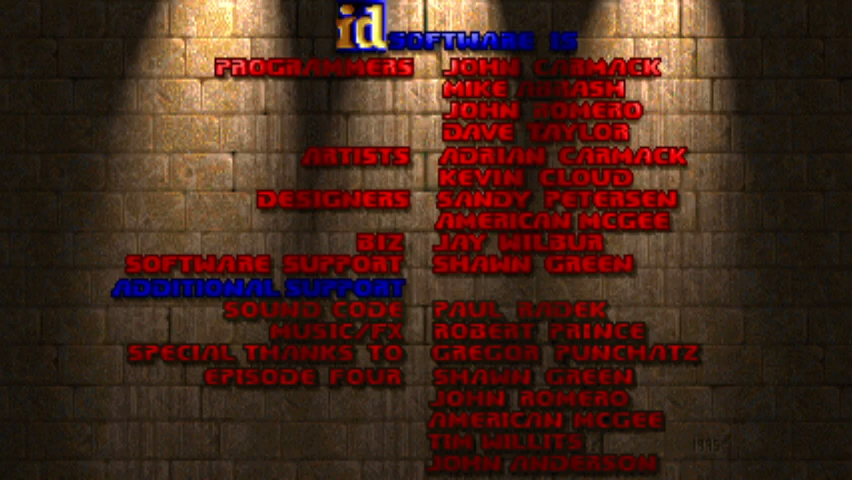 id SOFTWARE IS
PROGRAMMERS JOHN CARMACK
MIKE ABRASH
JOHN ROMERO
DAVE TAYLOR
ARTISTS ADRIAN CARMACK
KEVIN CLOUD
DESIGNERS SANDY PETERSEN
AMERICAN MCGEE
BIZ JAY WILBUR
SOFTWARE SUPPORT SHAWN GREEN
ADDITIONAL SUPPORT
SOUND CODE PAUL RADEK
MUSIC/FX ROBERT PRINCE
SPECIAL THANKS TO GREGOR PUNCHATZ
EPISODE FOUR SHAWN GREEN
JOHN ROMERO
AMERICAN MCGEE
TIM WILLITS
1995
JOHN ANDERSON